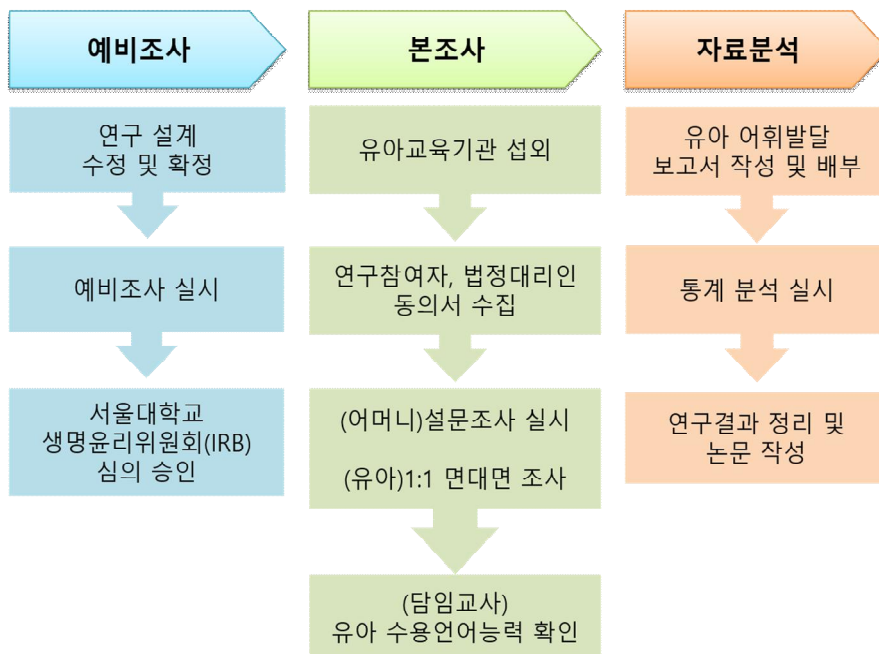 예비조사
연구 설계
수정 및 확정
예비조사 실시
서울대학교
생명윤리위원회(IRB)
심의 승인
본조사
유아교육기관 섭외
연구참여자, 법정대리인
동의서 수집
(어머니)설문조사 실시
(유아)1:1 면대면 조사
(담임교사)
유아 수용언어능력 확인
자료분석
유아 어휘발달
보고서 작성 및 배부
통계 분석 실시
연구결과 정리 및
논문 작성